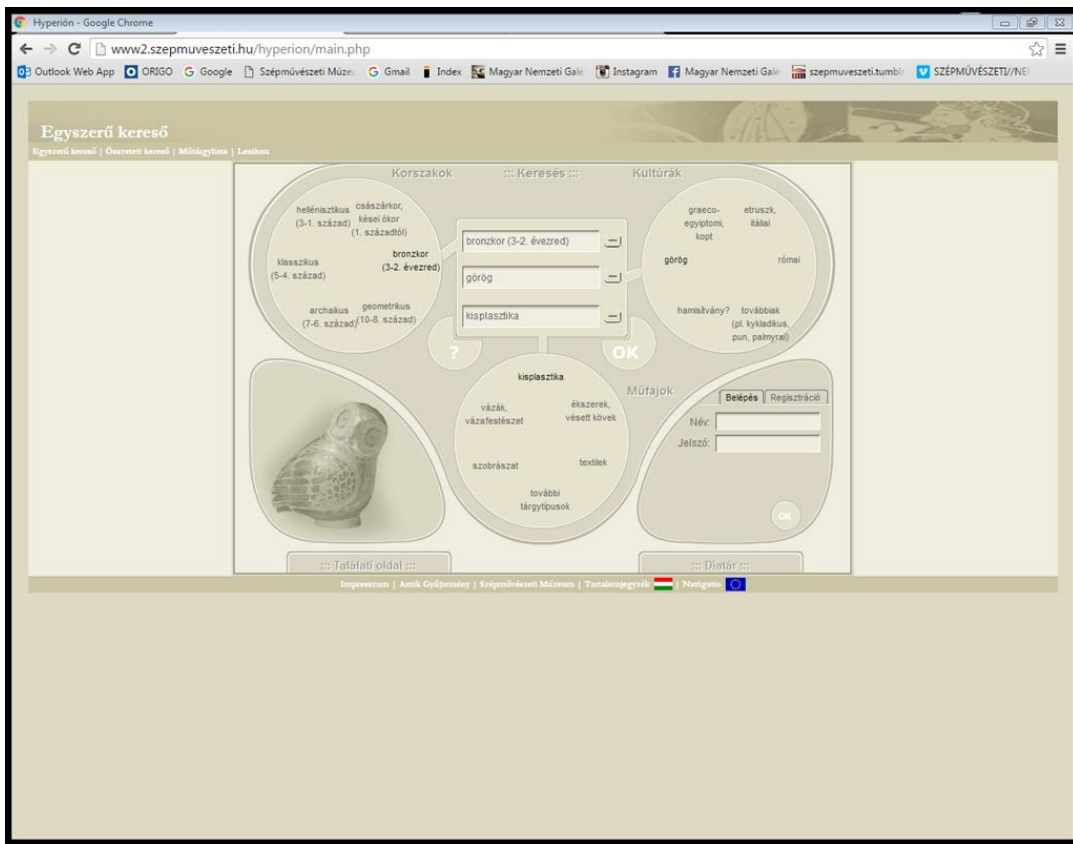 Hyperión - Google Chrome
www2.szepmuveszeti.hu/hyperion/main.php
Outlook Web App ORIGO Google Szépművészeti Múze Gmail Index Magyar Nemzeti Galé Instagram Magyar Nemzeti Gale szepmuveszeti.tumbl SZÉPMŰVÉSZETI//NE
Egyszerű kereső
Egyszerű kereső | Összetett kereső | Műtárgylista | Lexikon
Korszakok ::: Keresés ::: Kultúrák
hellénisztikus
(3-1. század)
császárkor,
kései ókor
(1. századtól)
bronzkor
(3-2. évezred)
klasszikus
(5-4. század)
archaikus
(7-6. század)
geometrikus
(10-8. század)
bronzkor (3-2. évezred)
görög
kisplasztika
?
OK
graeco-
egyiptomi,
kopt
etruszk,
itáliai
görög
római
hamisítvány?
továbbiak
(pl. kykladikus,
pun, palmyrai)
Műfajok
kisplasztika
vázák,
vázafestészet
ékszerek,
vésett kövek
szobrászat
textilek
további
tárgytípusok
Belépés Regisztráció
Név:
Jelszó:
OK
::: Találati oldal :::
::: Diatár :::
Impresszum | Antik Gyűjtemény | Szépművészeti Múzeum | Tartalomjegyzék | Navigatio